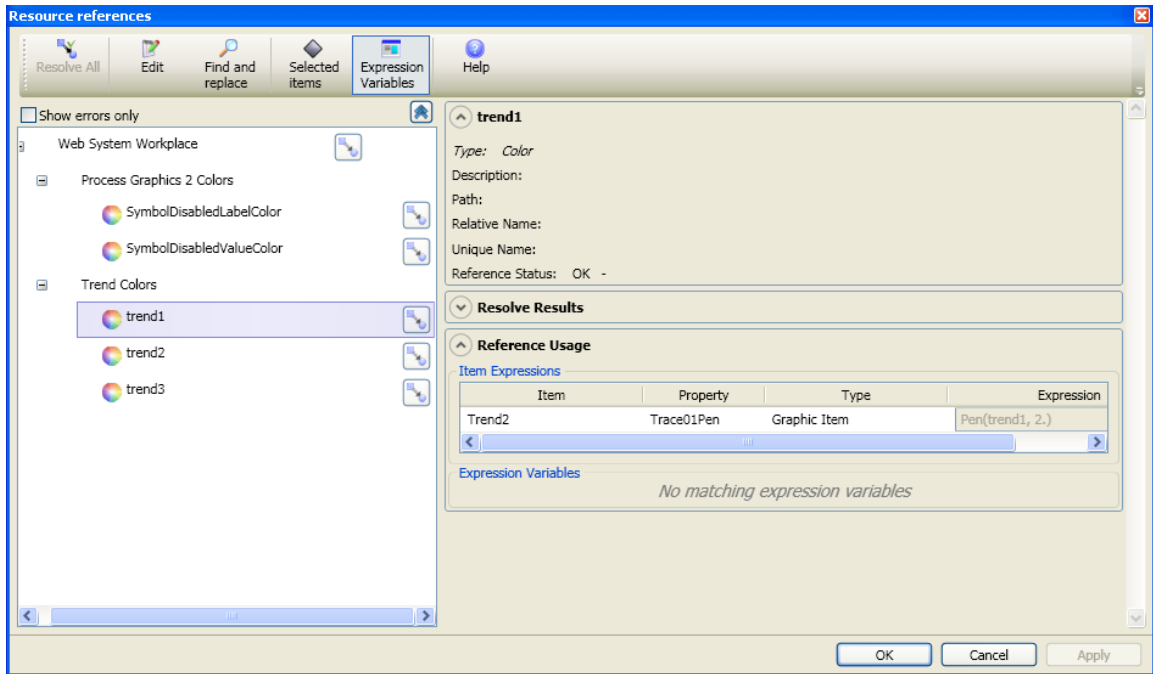 Resource references
Resolve All
Edit
Find and replace
Selected items
Expression Variables
Help
Show errors only
Web System Workplace
Process Graphics 2 Colors
SymbolDisabledLabelColor
SymbolDisabledValueColor
Trend Colors
trend1
trend2
trend3
trend1
Type: Color
Description:
Path:
Relative Name:
Unique Name:
Reference Status: OK -
Resolve Results
Reference Usage
Item Expressions
Item Property Type Expression
Trend2 Trace01Pen Graphic Item Pen(trend1, 2.)
Expression Variables
No matching expression variables
OK Cancel Apply